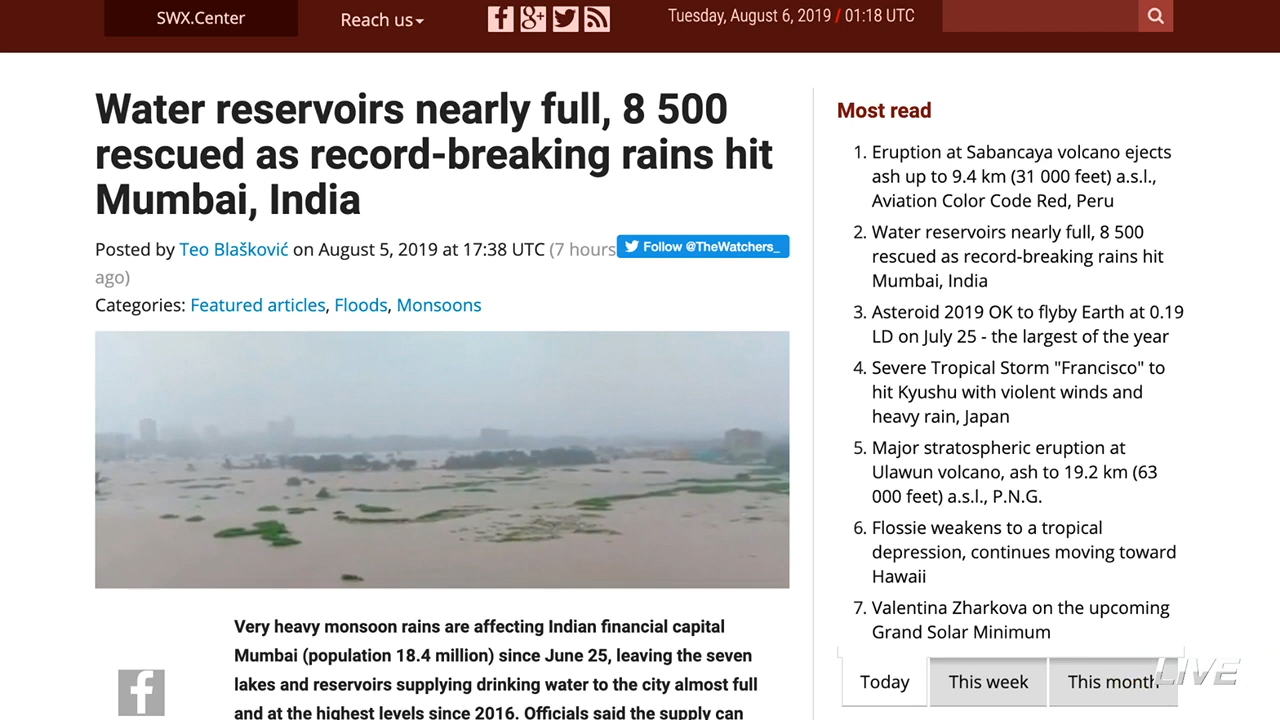 SWX.Center
Reach us
Tuesday, August 6, 2019 / 01:18 UTC
Water reservoirs nearly full, 8 500
rescued as record-breaking rains hit
Mumbai, India
Posted by Teo Blašković on August 5, 2019 at 17:38 UTC (7 hours
ago)
Follow @TheWatchers_
Categories: Featured articles, Floods, Monsoons
Very heavy monsoon rains are affecting Indian financial capital
Mumbai (population 18.4 million) since June 25, leaving the seven
lakes and reservoirs supplying drinking water to the city almost full
and at the highest levels since 2016. Officials said the supply can
Most read
1. Eruption at Sabancaya volcano ejects
ash up to 9.4 km (31 000 feet) a.s.l.,
Aviation Color Code Red, Peru
2. Water reservoirs nearly full, 8 500
rescued as record-breaking rains hit
Mumbai, India
3. Asteroid 2019 OK to flyby Earth at 0.19
LD on July 25 - the largest of the year
4. Severe Tropical Storm "Francisco" to
hit Kyushu with violent winds and
heavy rain, Japan
5. Major stratospheric eruption at
Ulawun volcano, ash to 19.2 km (63
000 feet) a.s.l., P.N.G.
6. Flossie weakens to a tropical
depression, continues moving toward
Hawaii
7. Valentina Zharkova on the upcoming
Grand Solar Minimum
Today
This week
This month
LIVE